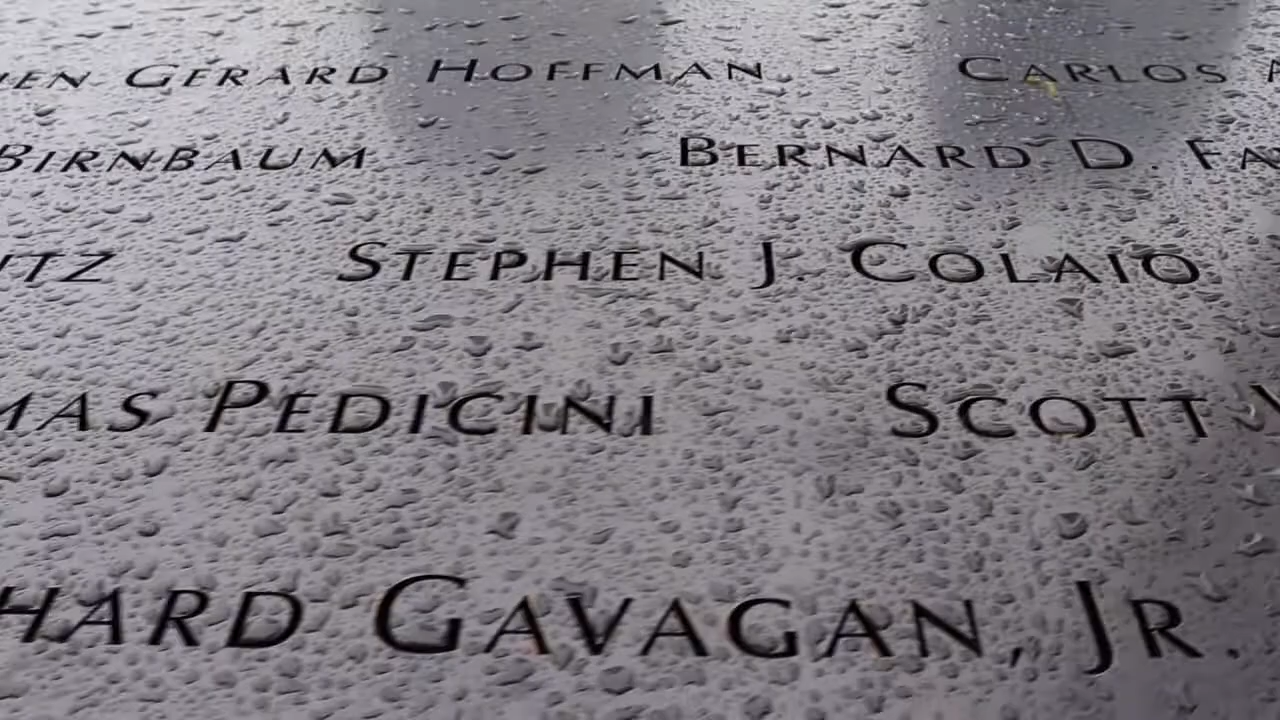 GERARD HOFFMAN CARLOS
BIRNBAUM BERNARD D.
STEPHEN J. COLAIO
PEDICINI SCOTT
GAVAGAN, JR.